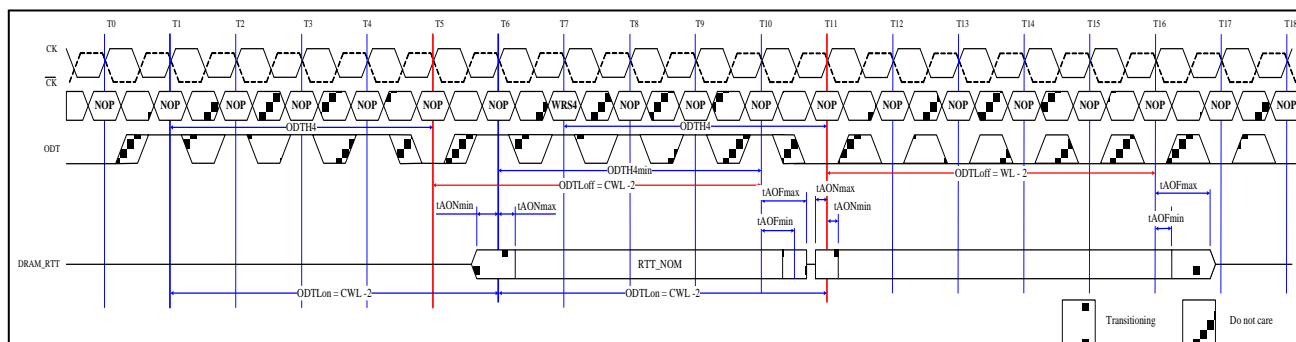 T0 T1 T2 T3 T4 T5 T6 T7 T8 T9 T10 T11 T12 T13 T14 T15 T16 T17 T18
CK
CK
NOP NOP NOP NOP NOP NOP NOP WRS4 NOP NOP NOP NOP NOP NOP NOP NOP NOP NOP NOP
ODTH4 ODTH4
ODT
ODTH4min ODTLoff = WL - 2
ODTLoff = CWL -2
tAOFmax tAOFmax
tAONmin tAONmax tAONmax
tAOFmin tAONmin tAOFmin
DRAM_RTT RTT_NOM
ODTLon = CWL -2 ODTLon = CWL -2
Transitioning Do not care